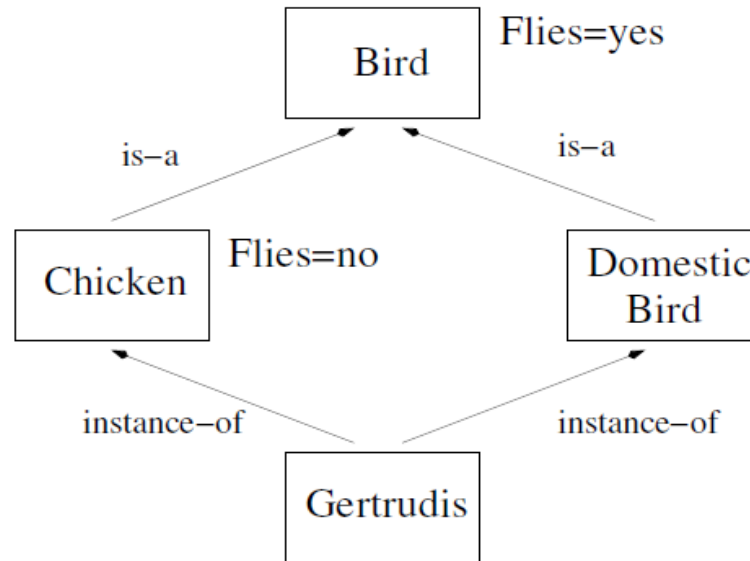 Bird
Flies=yes
is–a
is–a
Chicken
Flies=no
Domestic
Bird
instance–of
instance–of
Gertrudis